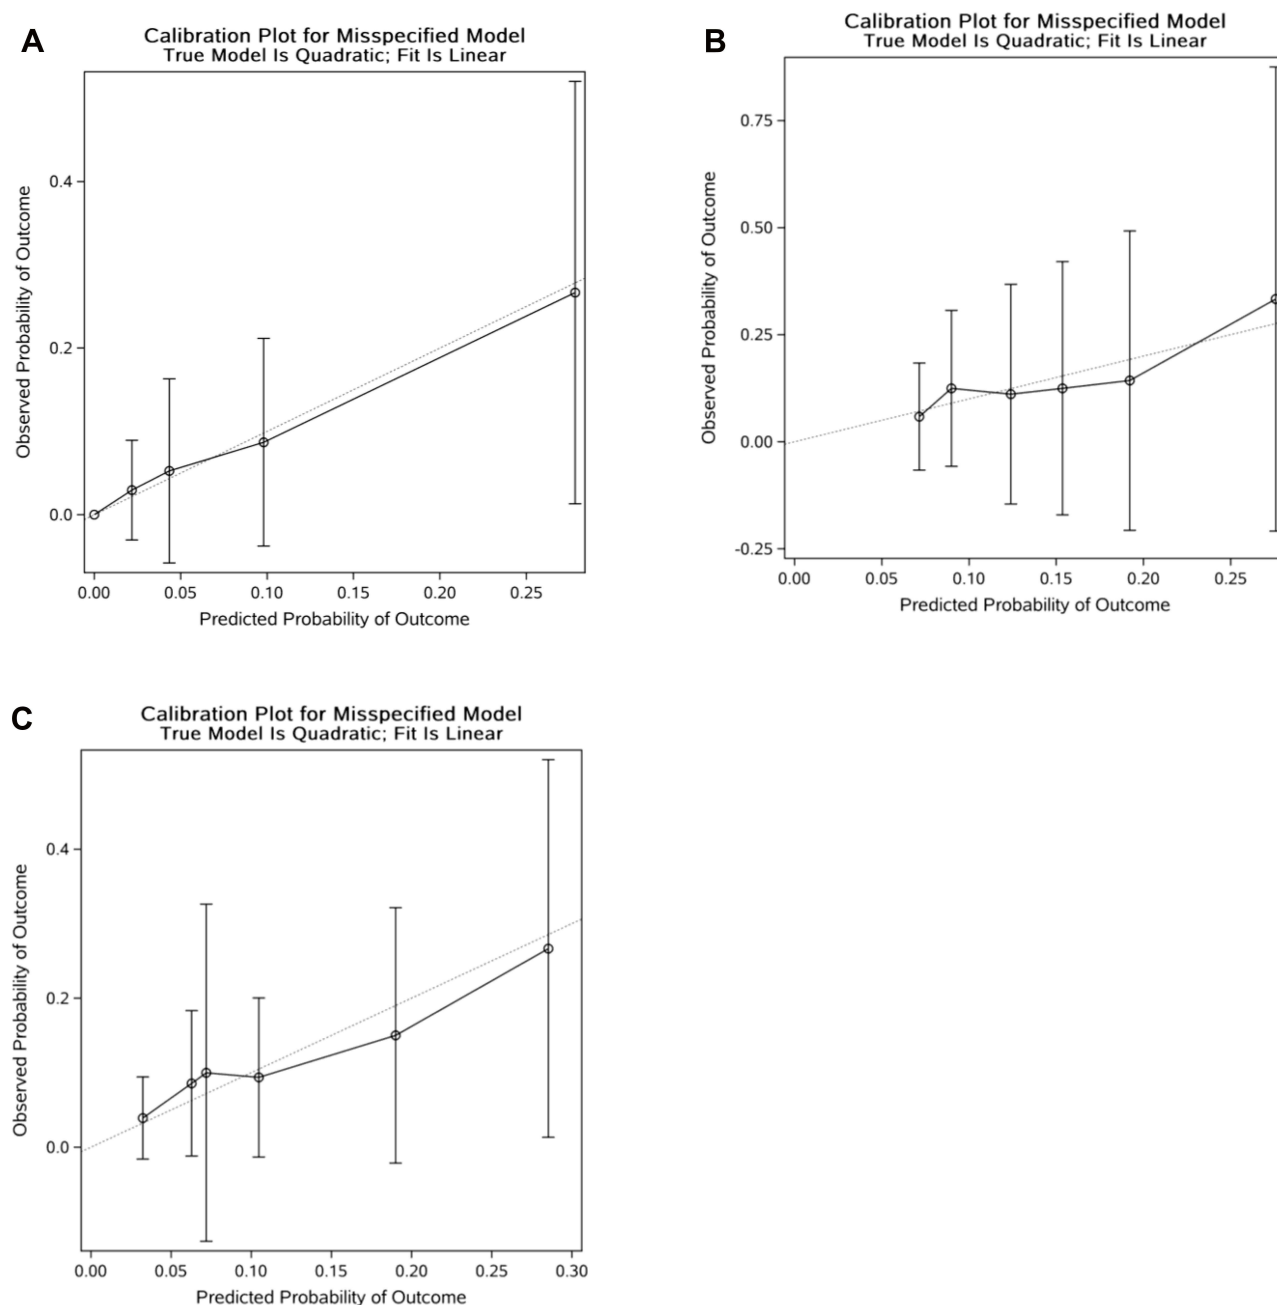 A
Calibration Plot for Misspecified Model
True Model Is Quadratic; Fit Is Linear
0.4
0.2
0.0
Observed Probability of Outcome
0.00 0.05 0.10 0.15 0.20 0.25
Predicted Probability of Outcome
B
Calibration Plot for Misspecified Model
True Model Is Quadratic; Fit Is Linear
0.75
0.50
0.25
0.00
-0.25
Observed Probability of Outcome
0.00 0.05 0.10 0.15 0.20 0.25
Predicted Probability of Outcome
C
Calibration Plot for Misspecified Model
True Model Is Quadratic; Fit Is Linear
0.4
0.2
0.0
Observed Probability of Outcome
0.00 0.05 0.10 0.15 0.20 0.25 0.30
Predicted Probability of Outcome